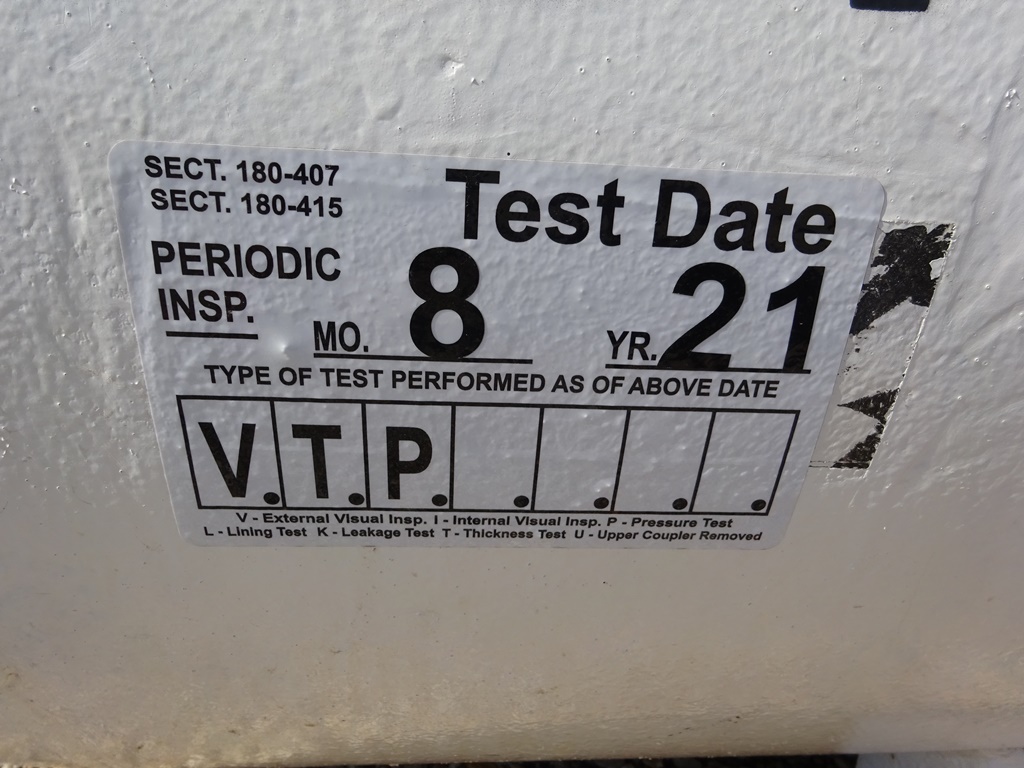 SECT. 180-407
SECT. 180-415
Test Date
PERIODIC
INSP.
MO. 8 YR. 21
TYPE OF TEST PERFORMED AS OF ABOVE DATE
V. T. P. . . . .
V - External Visual Insp. I - Internal Visual Insp. P - Pressure Test
L - Lining Test K - Leakage Test T - Thickness Test U - Upper Coupler Removed